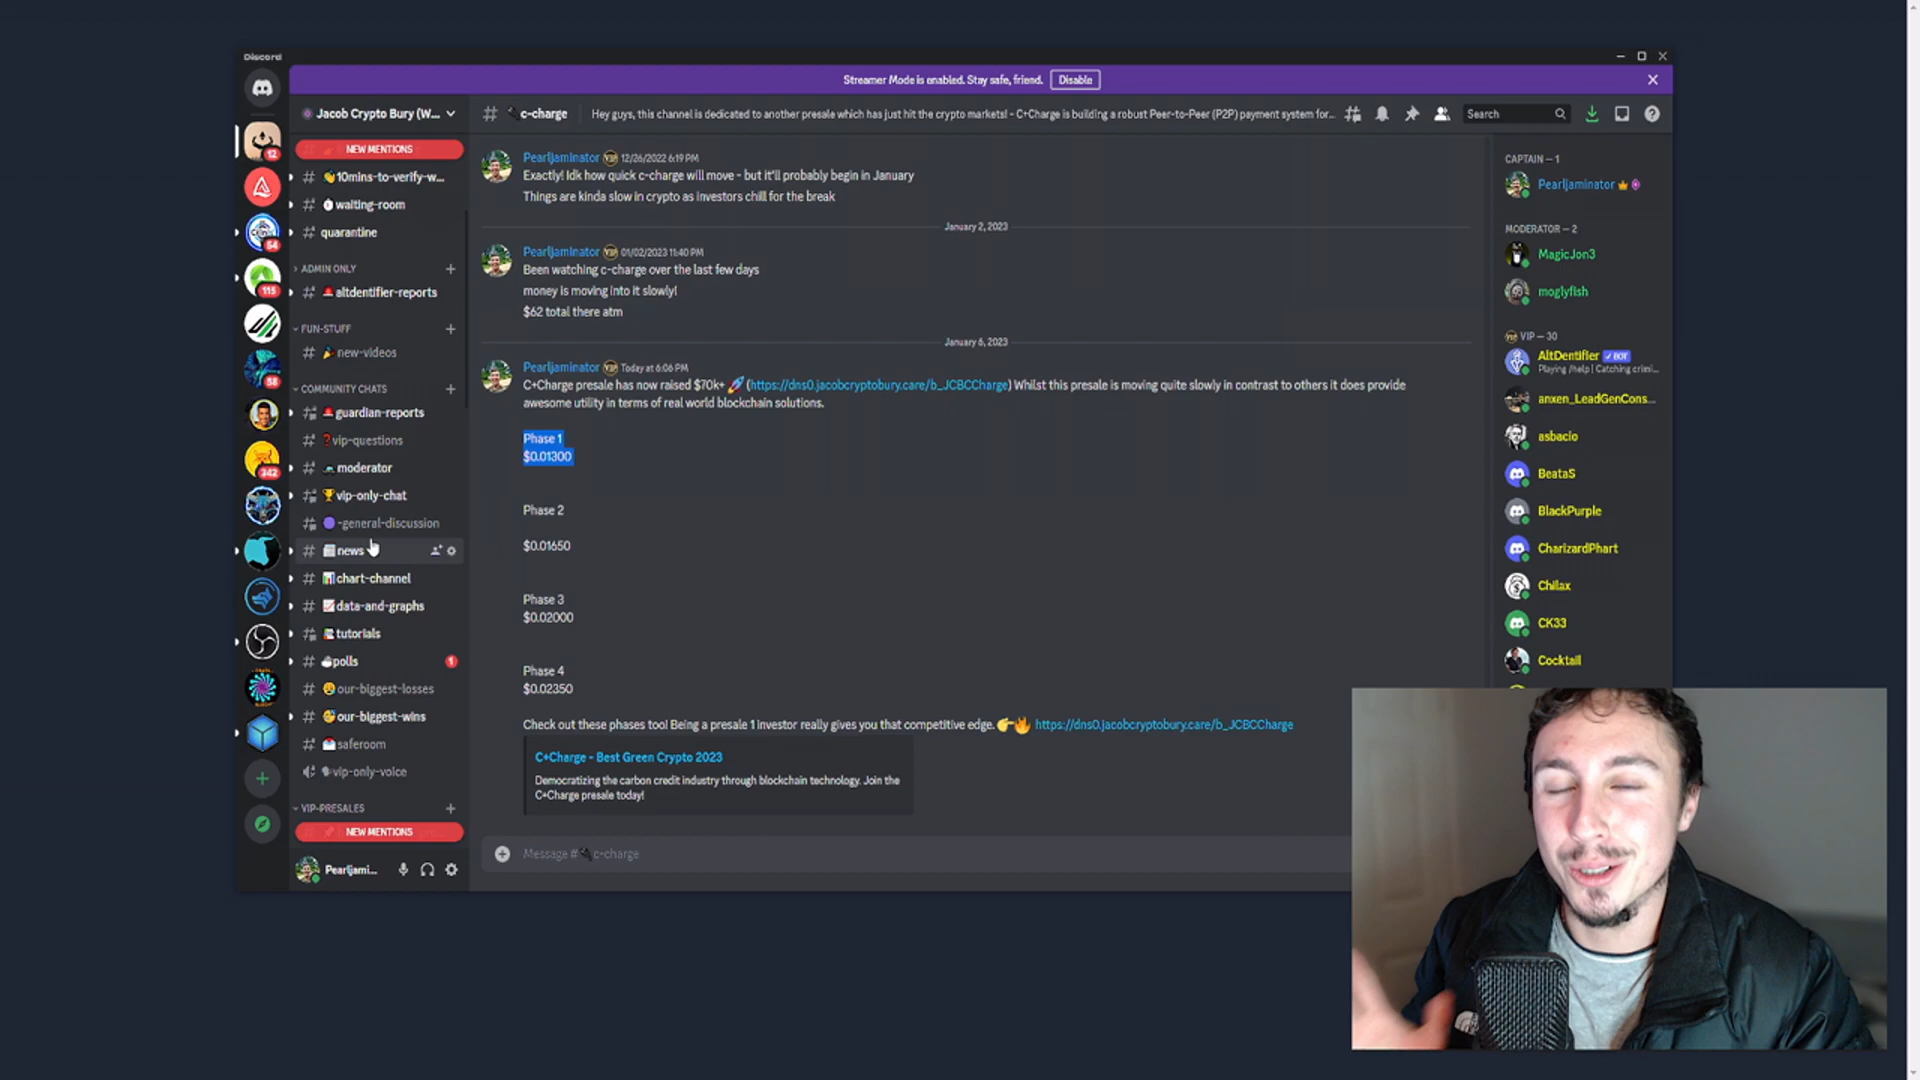 Discord
Streamer Mode is enabled. Stay safe, friend. Disable
Jacob Crypto Bury (W...
c-charge
Hey guys, this channel is dedicated to another presale which has just hit the crypto markets! - C+Charge is building a robust Peer-to-Peer (P2P) payment system for...
Search
NEW MENTIONS
10mins-to-verify-w...
waiting-room
quarantine
ADMIN ONLY
altdentifier-reports
FUN-STUFF
new-videos
COMMUNITY CHATS
guardian-reports
vip-questions
moderator
vip-only-chat
-general-discussion
news
chart-channel
data-and-graphs
tutorials
polls
1
our-biggest-losses
our-biggest-wins
saferoom
vip-only-voice
VIP-PRESALES
NEW MENTIONS
Pearljami...
12
54
115
58
342
Pearljaminator VIP 12/26/2022 6:19 PM
Exactly! Idk how quick c-charge will move - but it'll probably begin in January
Things are kinda slow in crypto as investors chill for the break
January 2, 2023
Pearljaminator VIP 01/02/2023 11:40 PM
Been watching c-charge over the last few days
money is moving into it slowly!
$62 total there atm
January 6, 2023
Pearljaminator VIP Today at 6:06 PM
C+Charge presale has now raised $70k+ 🚀 (https://dns0.jacobcryptobury.care/b_JCBCCharge) Whilst this presale is moving quite slowly in contrast to others it does provide
awesome utility in terms of real world blockchain solutions.
Phase 1
$0.01300
Phase 2
$0.01650
Phase 3
$0.02000
Phase 4
$0.02350
Check out these phases too! Being a presale 1 investor really gives you that competitive edge. 👉🔥 https://dns0.jacobcryptobury.care/b_JCBCCharge
C+Charge - Best Green Crypto 2023
Democratizing the carbon credit industry through blockchain technology. Join the
C+Charge presale today!
Message #c-charge
CAPTAIN — 1
Pearljaminator
MODERATOR — 2
MagicJon3
moglyfish
VIP — 30
AltDentifier BOT
Playing /help | Catching crimi...
anxen_LeadGenCons...
asbacio
BeataS
BlackPurple
CharizardPhart
Chilax
CK33
Cocktail